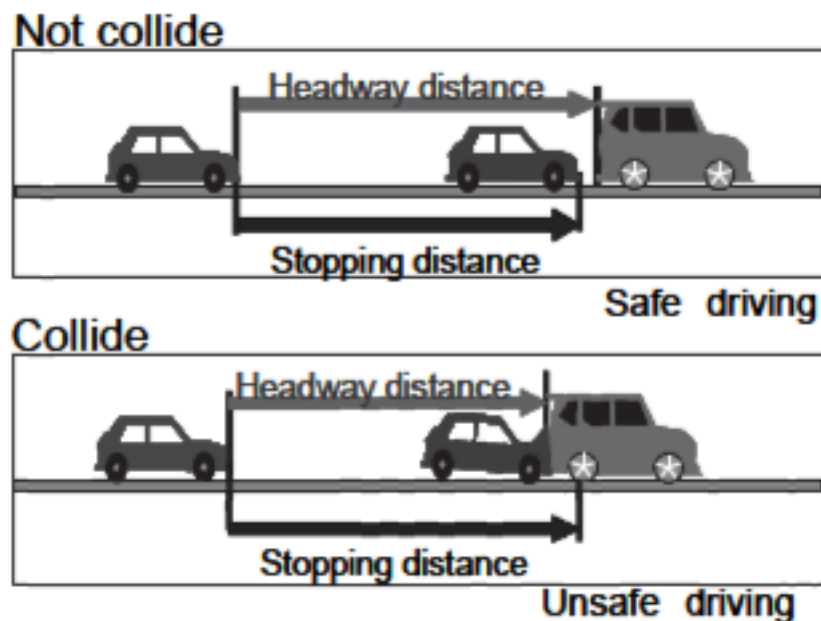 Not collide
Headway distance
Stopping distance
Safe driving
Collide
Headway distance
Stopping distance
Unsafe driving